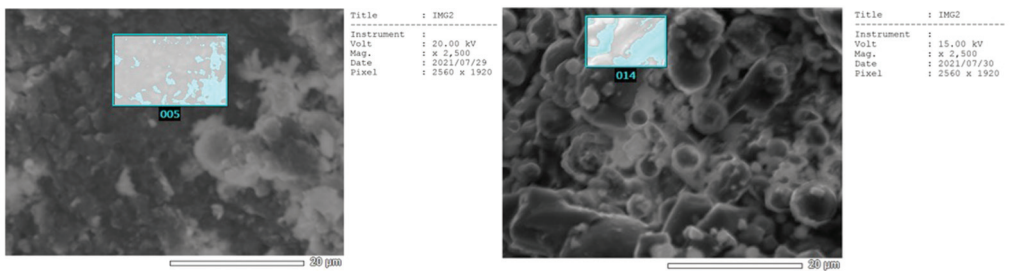 Title : IMG2
---------------------
Instrument :
Volt : 20.00 kV
Mag. : x 2,500
Date : 2021/07/29
Pixel : 2560 x 1920
005
20 μm
Title : IMG2
---------------------
Instrument :
Volt : 15.00 kV
Mag. : x 2,500
Date : 2021/07/30
Pixel : 2560 x 1920
014
20 μm